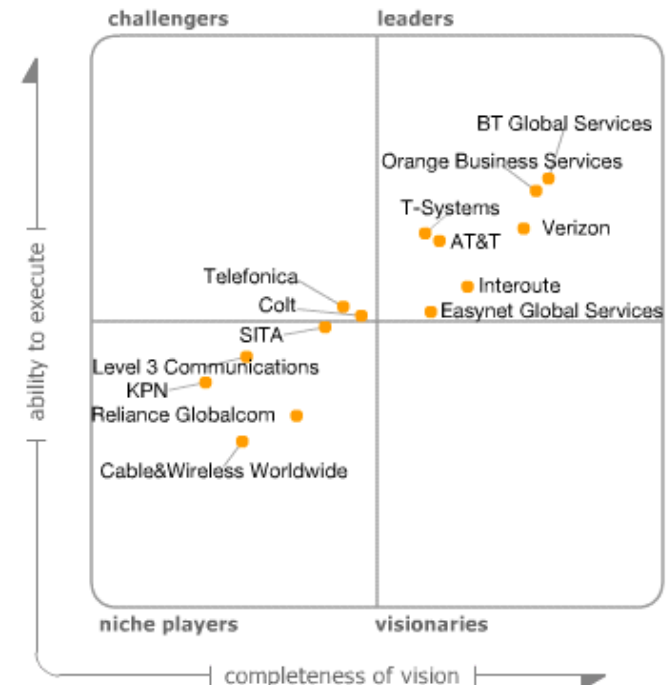 challengers
leaders
BT Global Services
Orange Business Services
T-Systems
Verizon
AT&T
Telefonica
Interoute
Colt
Easynet Global Services
SITA
Level 3 Communications
KPN
Reliance Globalcom
Cable&Wireless Worldwide
ability to execute
niche players
visionaries
completeness of vision